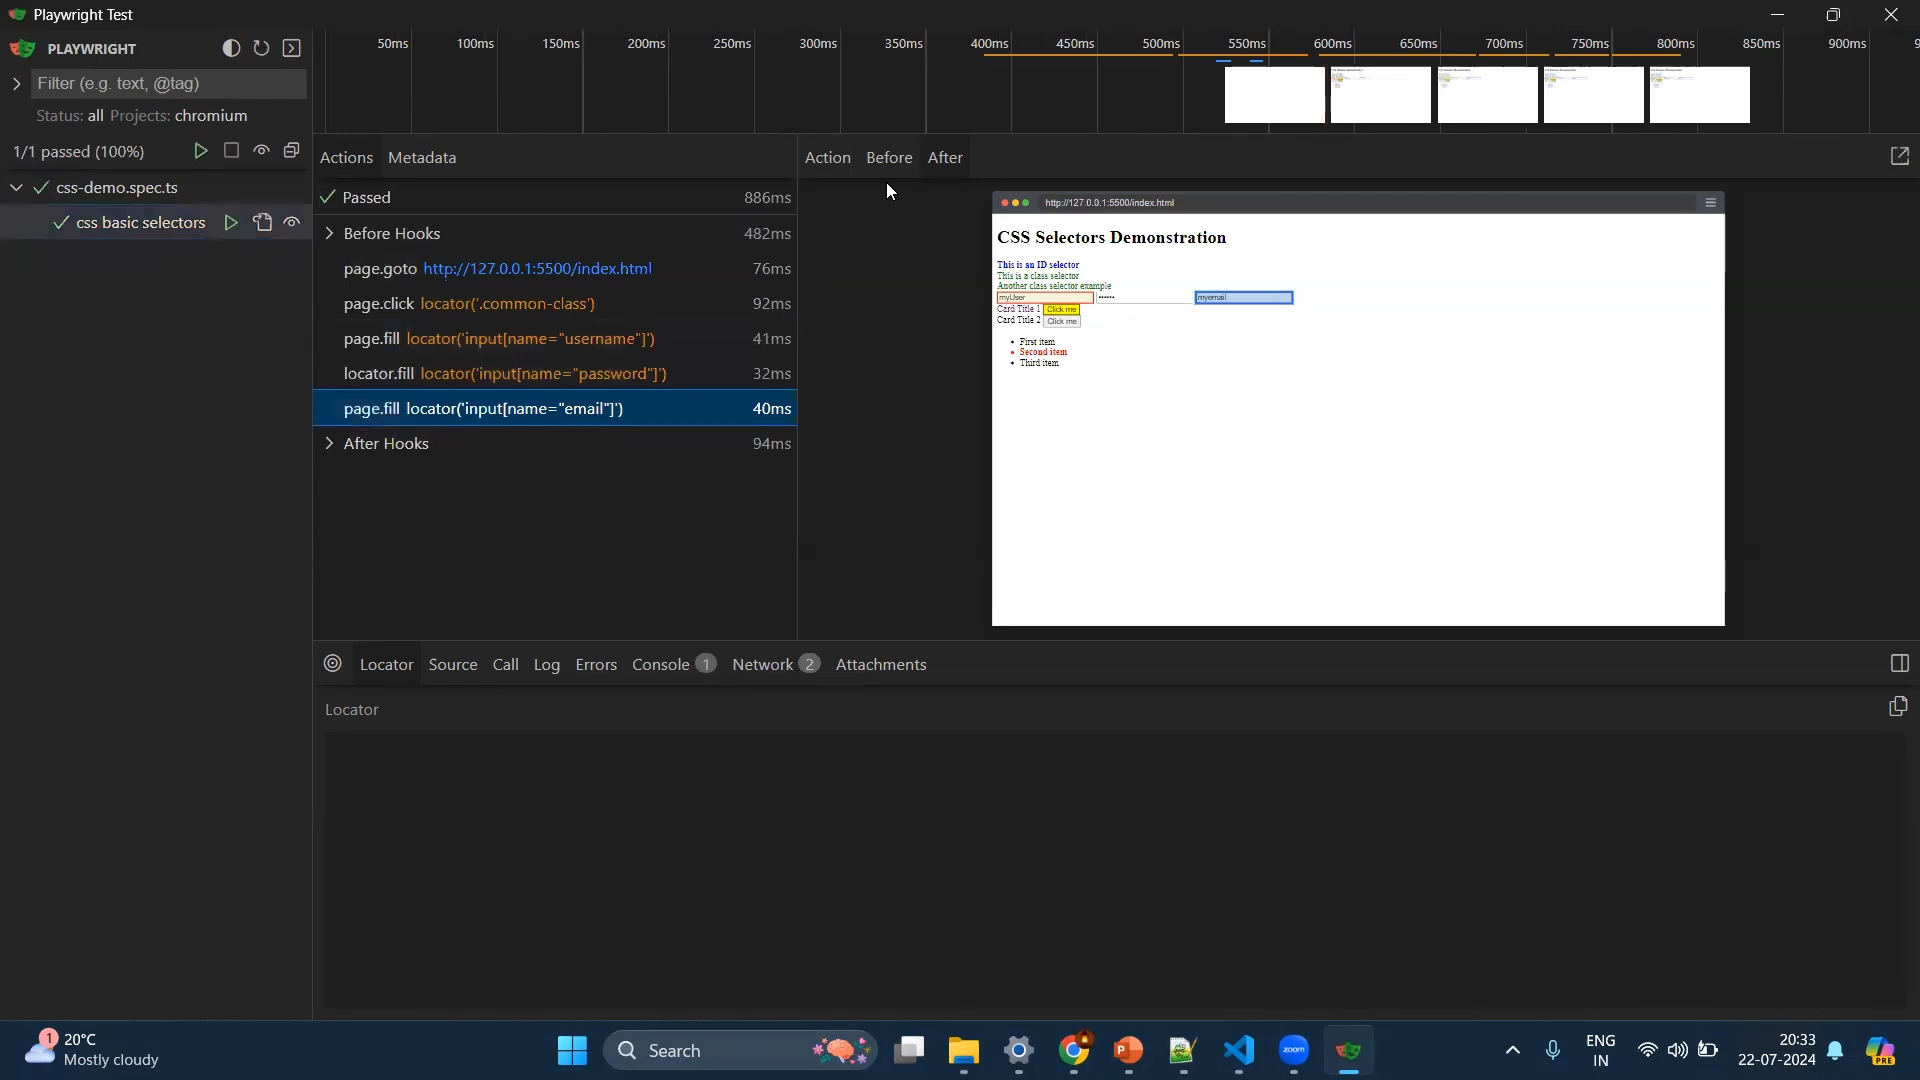 Playwright Test
PLAYWRIGHT
Filter (e.g. text, @tag)
Status: all Projects: chromium
1/1 passed (100%)
css-demo.spec.ts
css basic selectors
50ms 100ms 150ms 200ms 250ms 300ms 350ms 400ms 450ms 500ms 550ms 600ms 650ms 700ms 750ms 800ms 850ms 900ms 9
Actions Metadata
Passed 886ms
Before Hooks 482ms
page.goto http://127.0.0.1:5500/index.html 76ms
page.click locator('.common-class') 92ms
page.fill locator('input[name="username"]') 41ms
locator.fill locator('input[name="password"]') 32ms
page.fill locator('input[name="email"]') 40ms
After Hooks 94ms
Action Before After
http://127.0.0.1:5500/index.html
CSS Selectors Demonstration
This is an ID selector
This is a class selector
Another class selector example
myUser •••••• myemail
Card Title 1 Click me
Card Title 2 Click me
• First item
• Second item
• Third item
Locator Source Call Log Errors Console 1 Network 2 Attachments
Locator
1
20°C
Mostly cloudy
Search
zoom
ENG
IN
20:33
22-07-2024
PRE